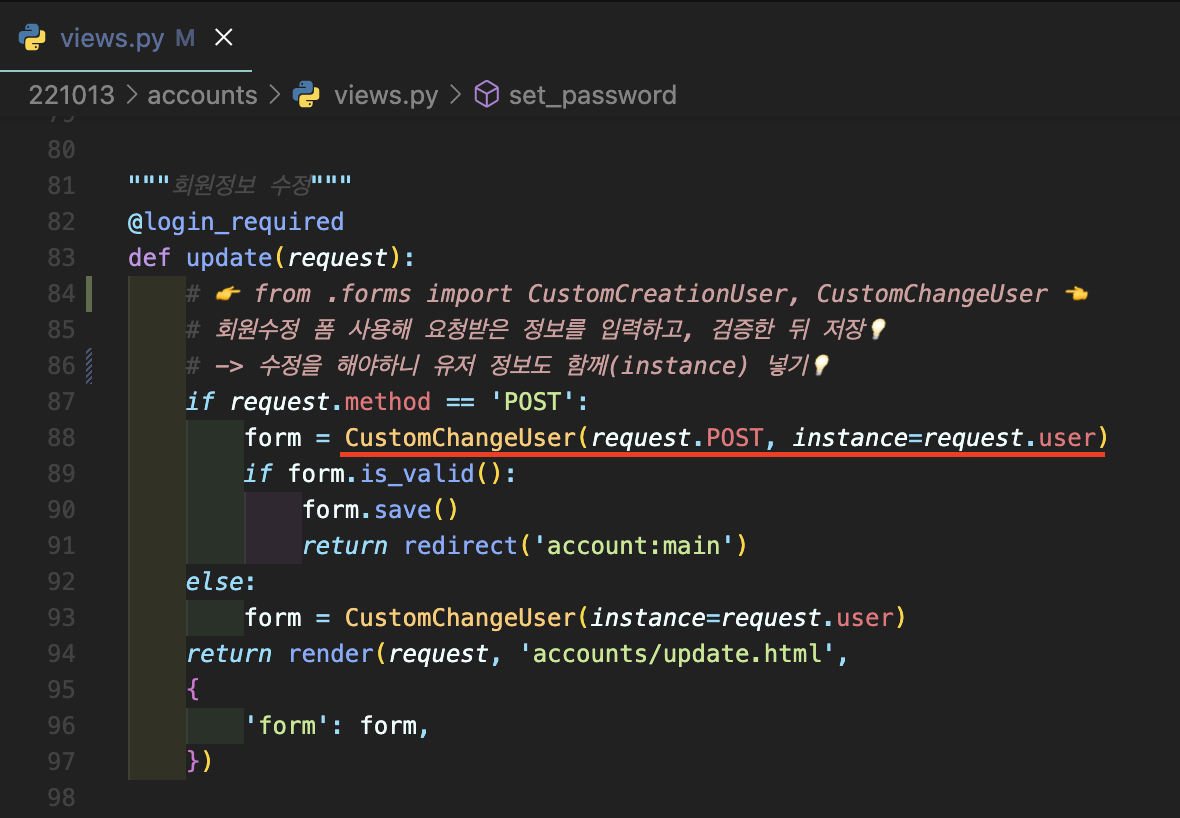 views.py M ×
221013 > accounts > views.py > set_password
79
80
81 """회원정보 수정"""
82 @login_required
83 def update(request):
84 # 👉 from .forms import CustomCreationUser, CustomChangeUser 👈
85 # 회원수정 폼 사용해 요청받은 정보를 입력하고, 검증한 뒤 저장💡
86 # -> 수정을 해야하니 유저 정보도 함께(instance) 넣기💡
87 if request.method == 'POST':
88 form = CustomChangeUser(request.POST, instance=request.user)
89 if form.is_valid():
90 form.save()
91 return redirect('account:main')
92 else:
93 form = CustomChangeUser(instance=request.user)
94 return render(request, 'accounts/update.html',
95 {
96 'form': form,
97 })
98